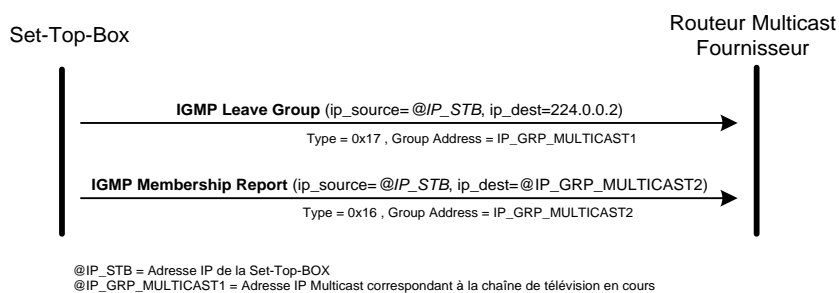 Set-Top-Box
Routeur Multicast
Fournisseur
IGMP Leave Group (ip_source= @IP_STB, ip_dest=224.0.0.2)
Type = 0x17 , Group Address = IP_GRP_MULTICAST1
IGMP Membership Report (ip_source= @IP_STB, ip_dest=@IP_GRP_MULTICAST2)
Type = 0x16 , Group Address = IP_GRP_MULTICAST2
@IP_STB = Adresse IP de la Set-Top-BOX
@IP_GRP_MULTICAST1 = Adresse IP Multicast correspondant à la chaîne de télévision en cours